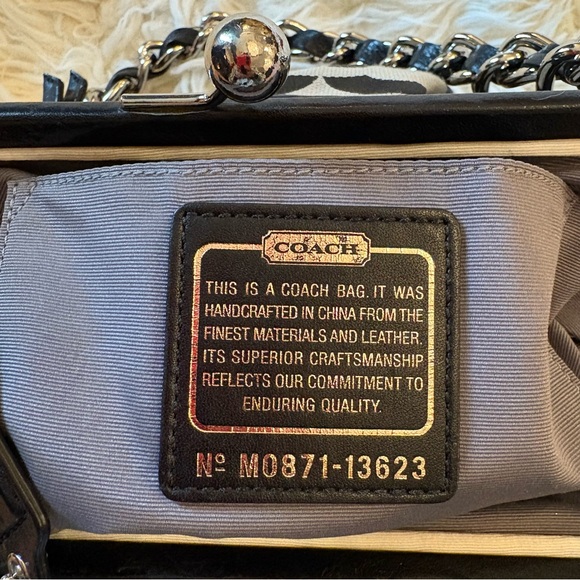 COACH
THIS IS A COACH BAG. IT WAS
HANDCRAFTED IN CHINA FROM THE
FINEST MATERIALS AND LEATHER.
ITS SUPERIOR CRAFTSMANSHIP
REFLECTS OUR COMMITMENT TO
ENDURING QUALITY.
Nº M0871-13623